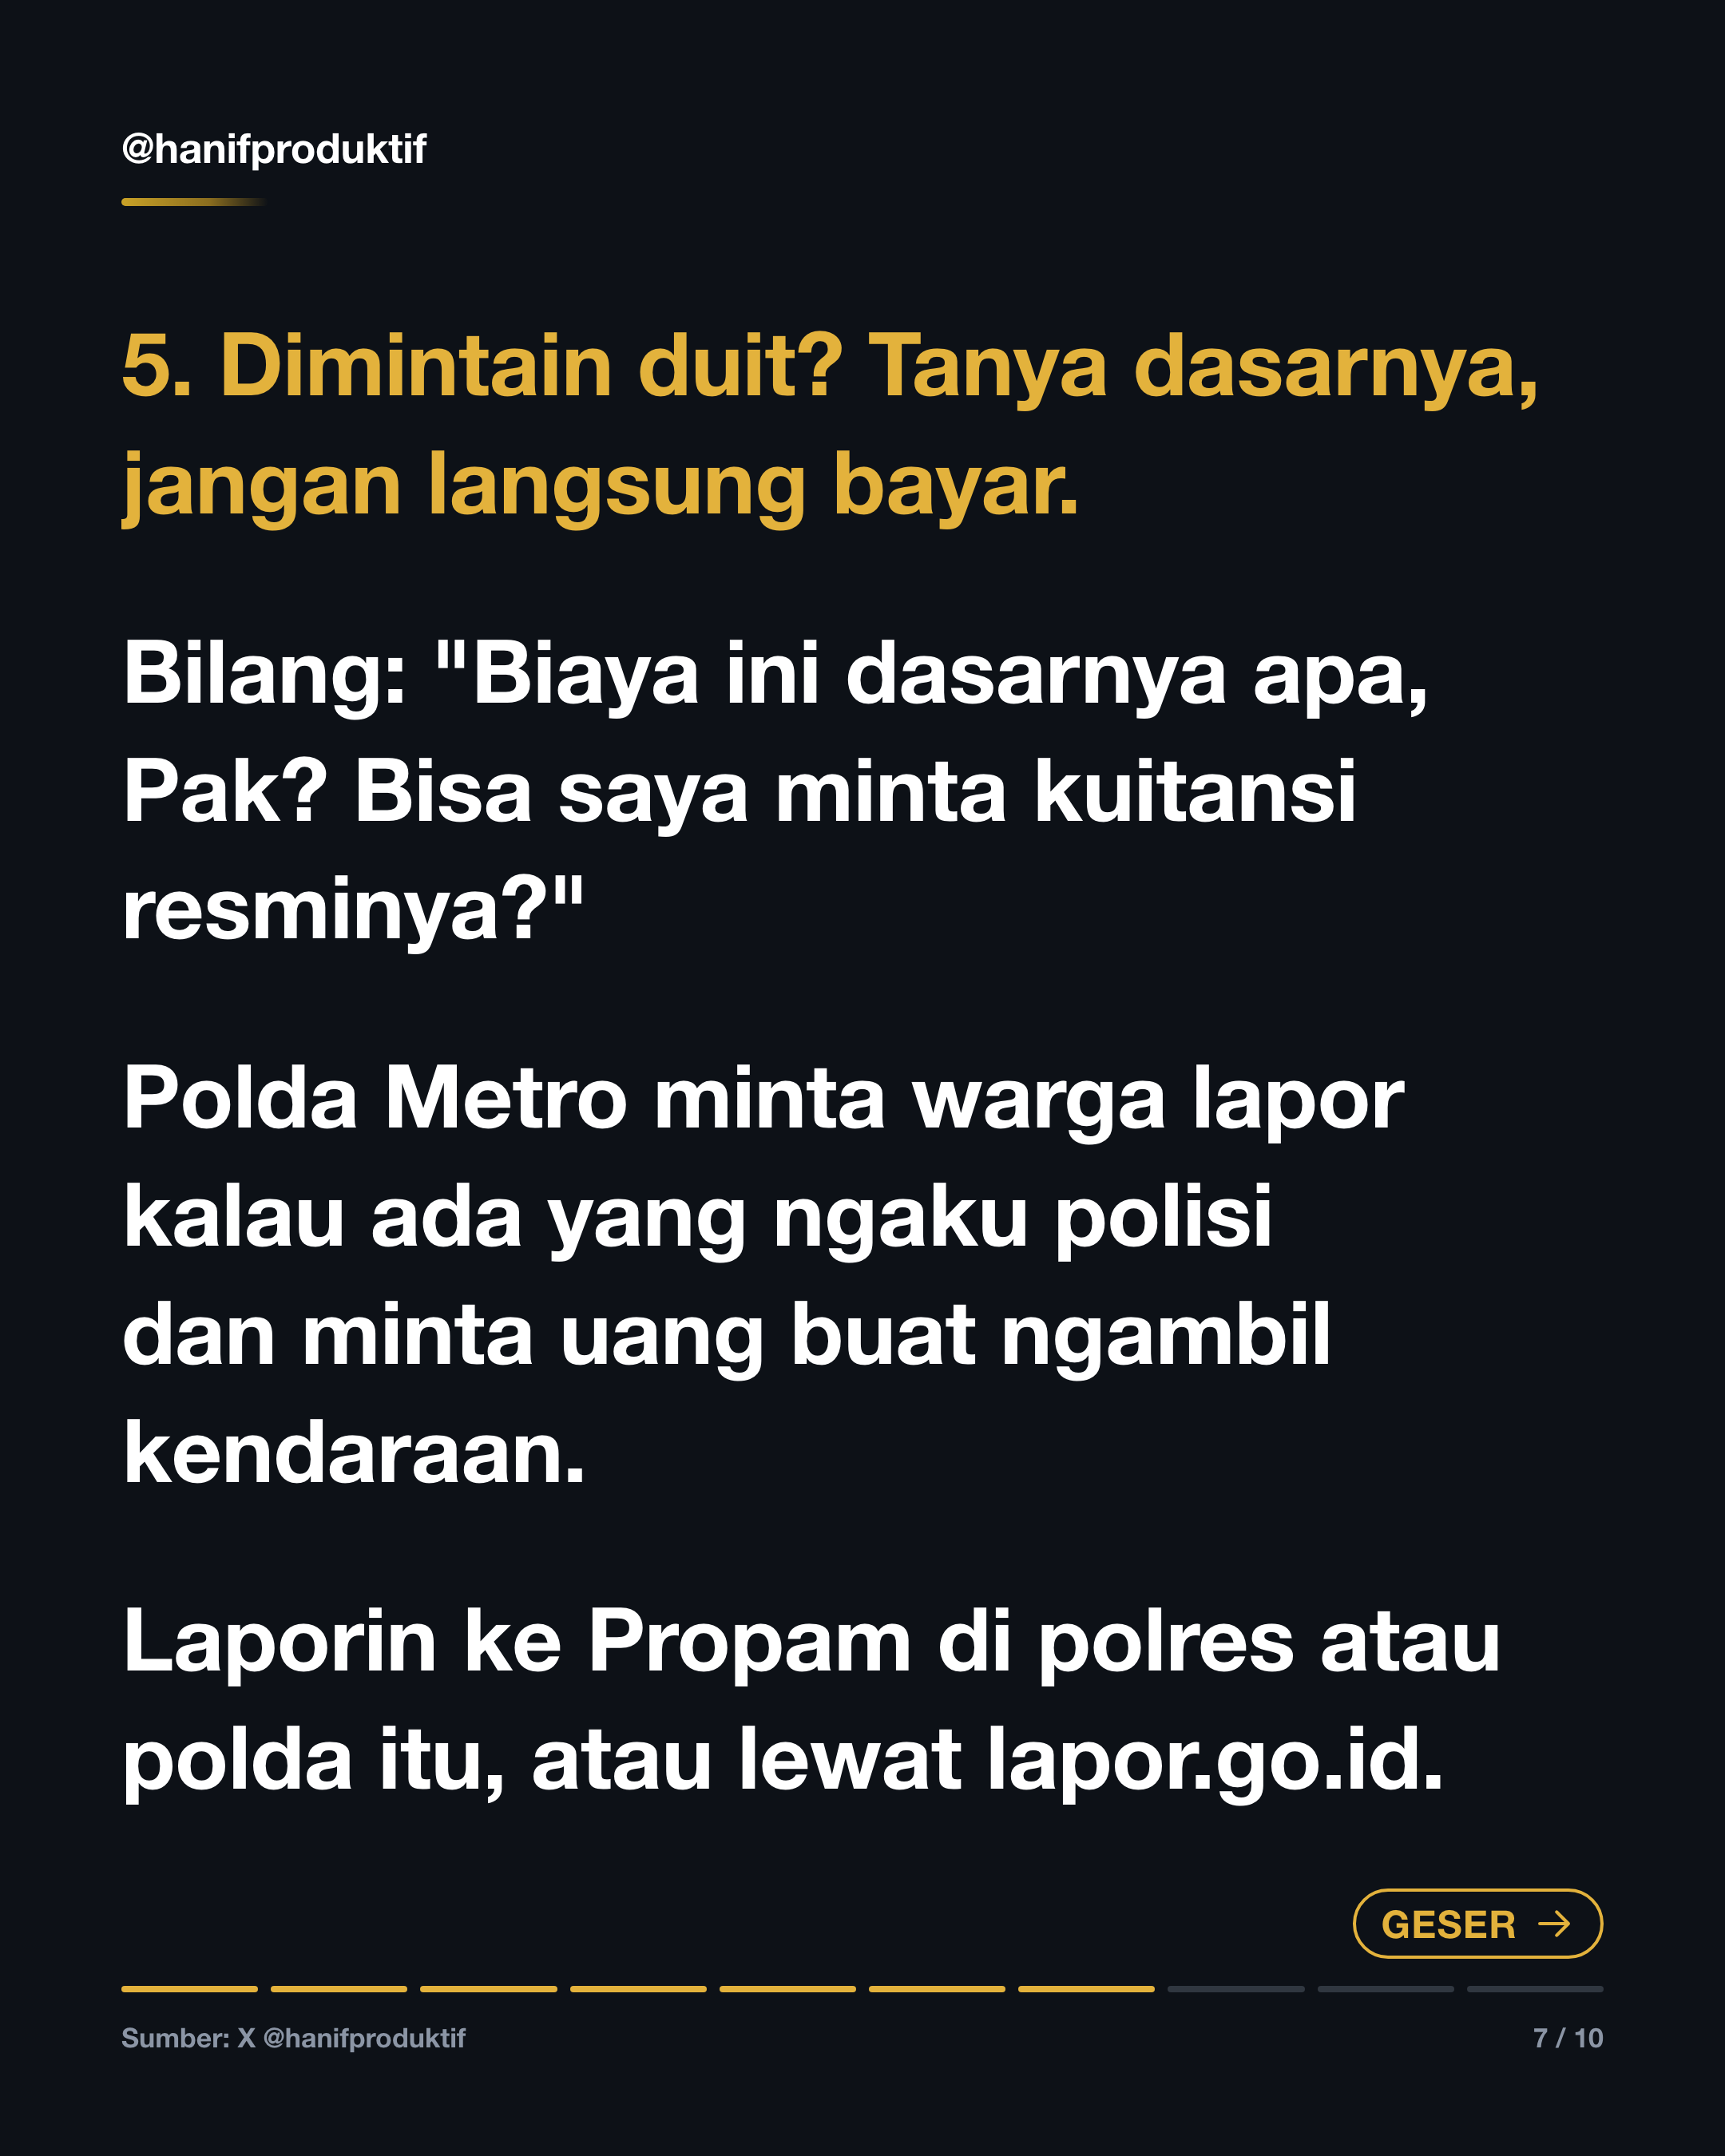 @hanifproduktif
5. Dimintain duit? Tanya dasarnya,
jangan langsung bayar.
Bilang: "Biaya ini dasarnya apa,
Pak? Bisa saya minta kuitansi
resminya?"
Polda Metro minta warga lapor
kalau ada yang ngaku polisi
dan minta uang buat ngambil
kendaraan.
Laporin ke Propam di polres atau
polda itu, atau lewat lapor.go.id.
GESER →
Sumber: X @hanifproduktif
7 / 10